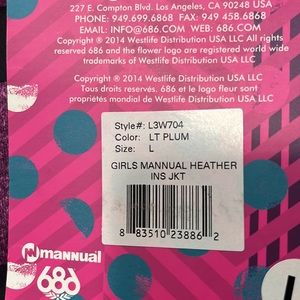 227 E. Compton Blvd. Los Angeles, CA 90248 USA
PHONE: 949.699.6868 FAX: 949 458.6868
EMAIL: INFO@686.COM WEB: 686.COM
Copyright © 2014 Westlife Distribution USA LLC All rights reserved
686 and the flower logo are registered worldwide
trademarks of Westlife Distribution USA LLC
Copyright © 2014 Westlife Distribution USA LLC
Tous droits réservés. 686 et le logo fleur sont
propriétés mondial de Westlife Distribution USA LLC
Style#: L3W704
Color: LT PLUM
Size: L
GIRLS MANNUAL HEATHER
INS JKT
8 83510 23886 2
mannual
686